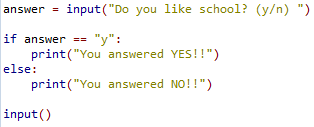 answer = input("Do you like school? (y/n) ")
if answer == "y":
    print("You answered YES!!")
else:
    print("You answered NO!!")
input()